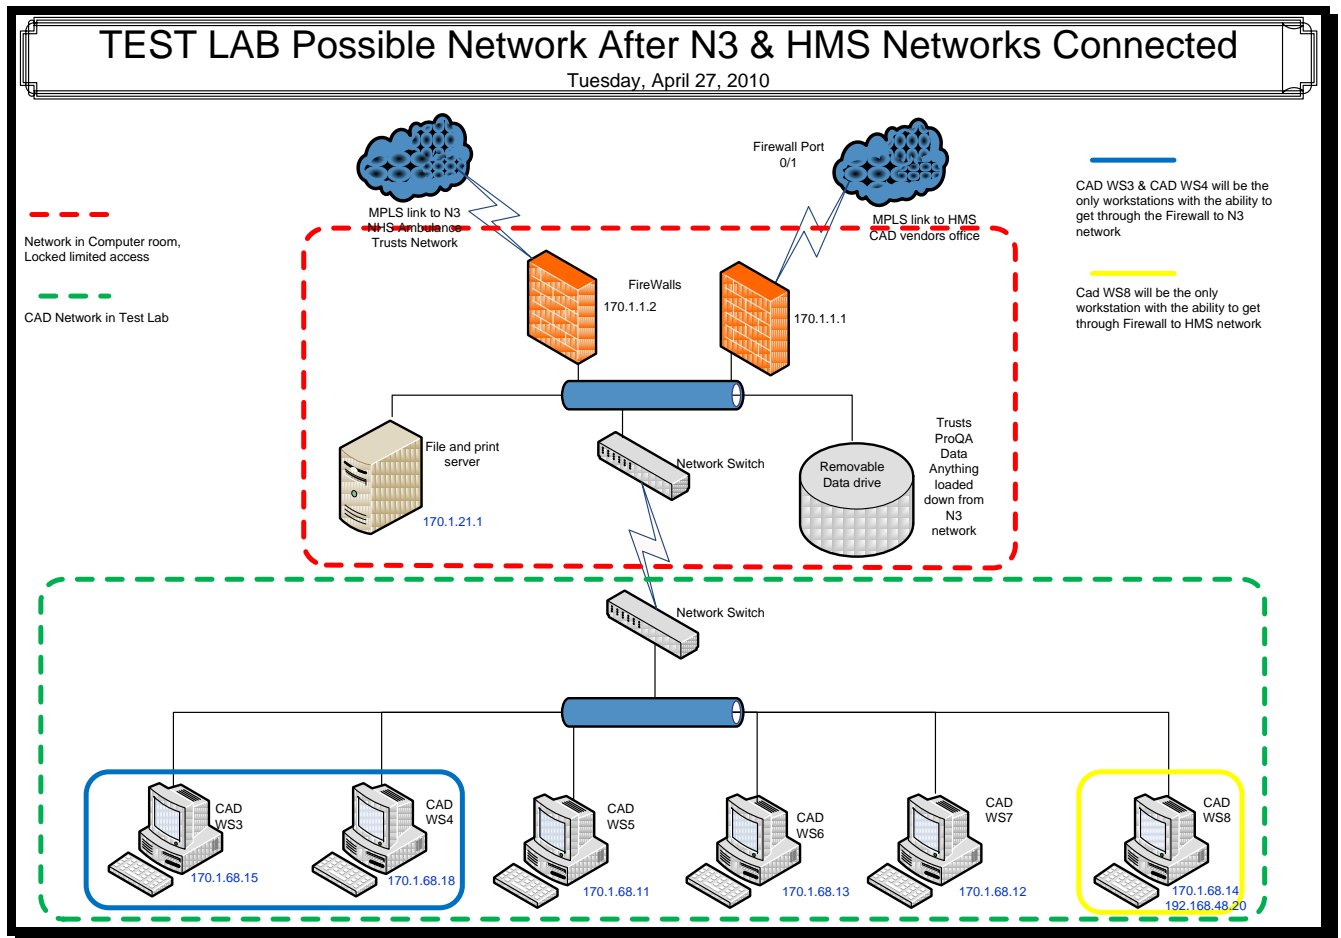 TEST LAB Possible Network After N3 & HMS Networks Connected
Tuesday, April 27, 2010
Firewall Port
0/1
MPLS link to N3
NHS Ambulance
Trusts Network
MPLS link to HMS
CAD vendors office
CAD WS3 & CAD WS4 will be the
only workstations with the ability to
get through the Firewall to N3
network
Network in Computer room,
Locked limited access
CAD Network in Test Lab
Cad WS8 will be the only
workstation with the ability to get
through Firewall to HMS network
FireWalls
170.1.1.2
170.1.1.1
File and print
server
170.1.21.1
Network Switch
Removable
Data drive
Trusts
ProQA
Data
Anything
loaded
down from
N3
network
Network Switch
CAD
WS3
170.1.68.15
CAD
WS4
170.1.68.18
CAD
WS5
170.1.68.11
CAD
WS6
170.1.68.13
CAD
WS7
170.1.68.12
CAD
WS8
170.1.68.14
192.168.48.20